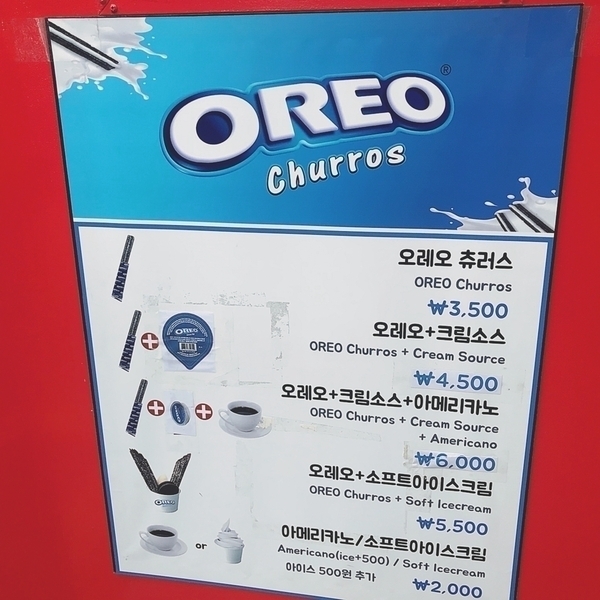 OREO®
Churros
오레오 츄러스
OREO Churros
₩3,500
오레오+크림소스
OREO Churros + Cream Source
₩4,500
오레오+크림소스+아메리카노
OREO Churros + Cream Source
+ Americano
₩6,000
오레오+소프트아이스크림
OREO Churros + Soft Icecream
₩5,500
or
아메리카노/소프트아이스크림
Americano(ice+500) / Soft Icecream
아이스 500원 추가
₩2,000
OREO
OREO